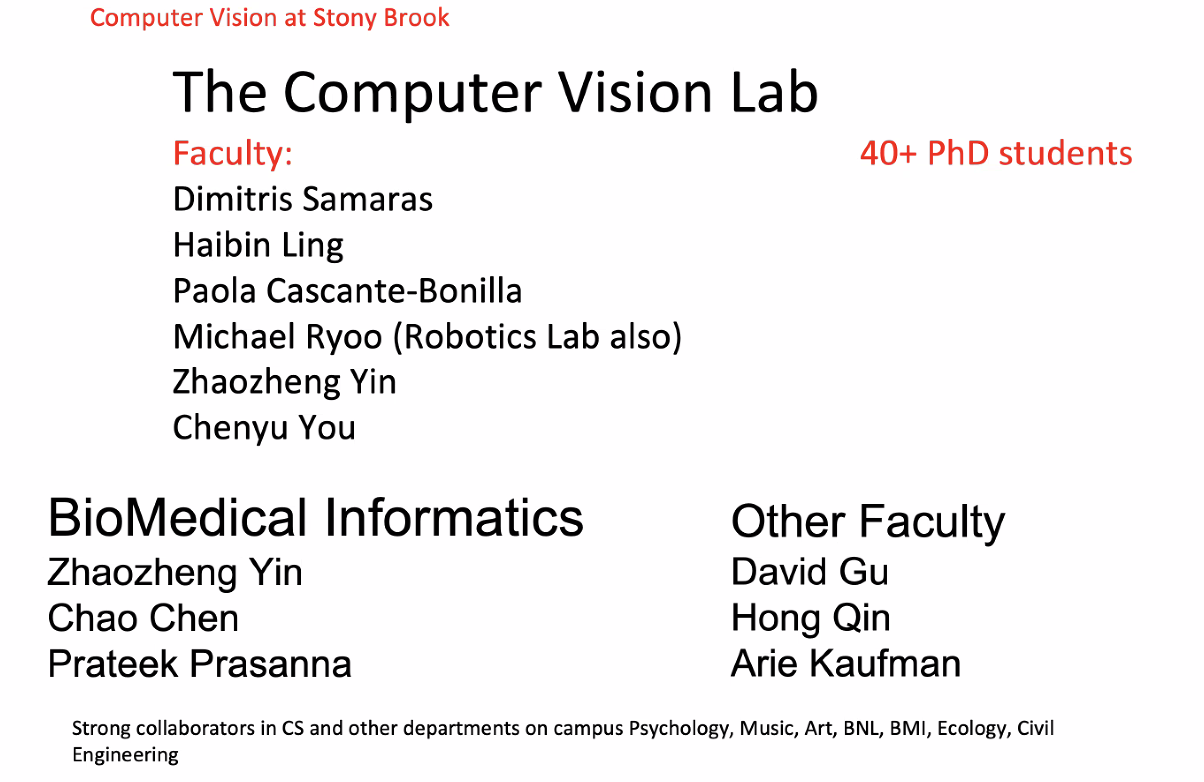 Computer Vision at Stony Brook
The Computer Vision Lab
Faculty:
40+ PhD students
Dimitris Samaras
Haibin Ling
Paola Cascante-Bonilla
Michael Ryoo (Robotics Lab also)
Zhaozheng Yin
Chenyu You
BioMedical Informatics
Zhaozheng Yin
Chao Chen
Prateek Prasanna
Other Faculty
David Gu
Hong Qin
Arie Kaufman
Strong collaborators in CS and other departments on campus Psychology, Music, Art, BNL, BMI, Ecology, Civil
Engineering